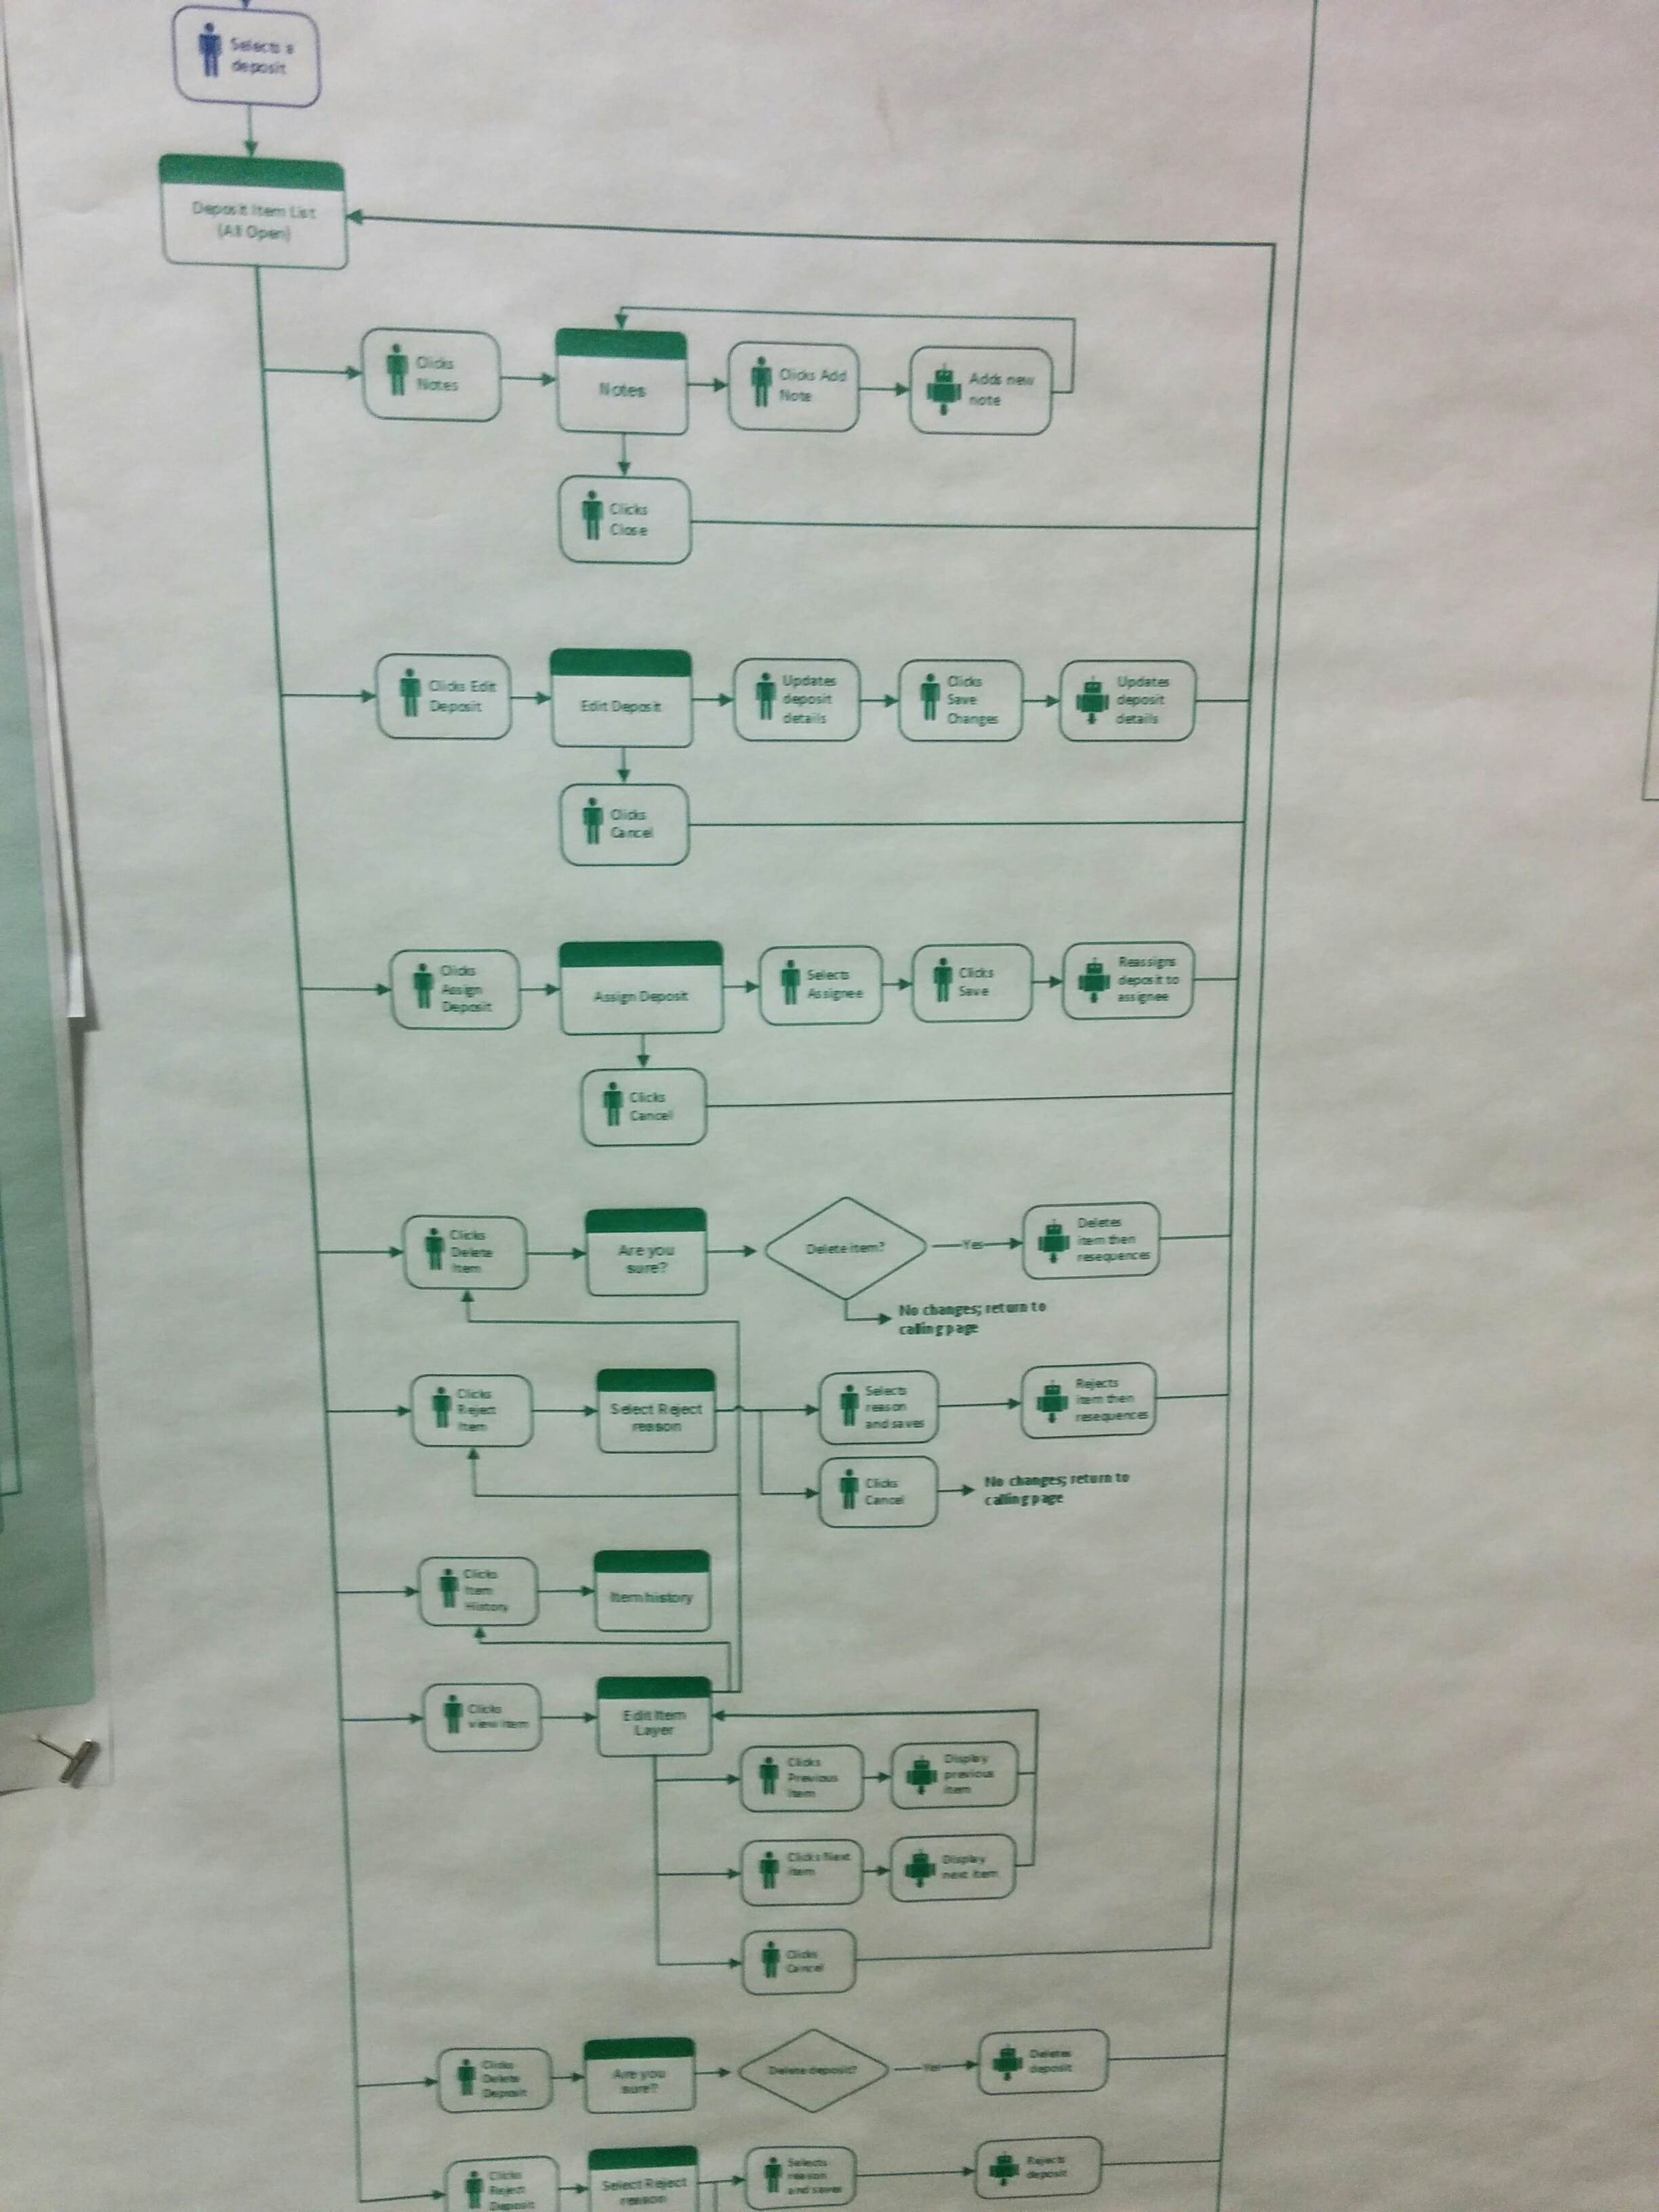 Selects a
deposit
Deposit Item List
(All Open)
Clicks
Notes
Notes
Clicks Add
Note
Adds new
note
Clicks
Close
Clicks Edit
Deposit
Edit Deposit
Updates
deposit
details
Clicks
Save
Changes
Updates
deposit
details
Clicks
Cancel
Clicks
Assign
Deposit
Assign Deposit
Selects
Assignee
Clicks
Save
Reassigns
deposit to
assignee
Clicks
Cancel
Clicks
Delete
Item
Are you
sure?
Delete item?
Yes
Deletes
item then
resequences
No changes; return to
calling page
Clicks
Reject
Item
Select Reject
reason
Selects
reason
and saves
Rejects
item then
resequences
Clicks
Cancel
No changes; return to
calling page
Clicks
Item
History
Item history
Clicks
view item
Edit Item
Layer
Clicks
Previous
Item
Display
previous
item
Clicks Next
Item
Display
next item
Clicks
Cancel
Clicks
Delete
Deposit
Are you
sure?
Delete deposit?
Yes
Deletes
deposit
Clicks
Reject
Deposit
Select Reject
reason
Selects
reason
and saves
Rejects
deposit